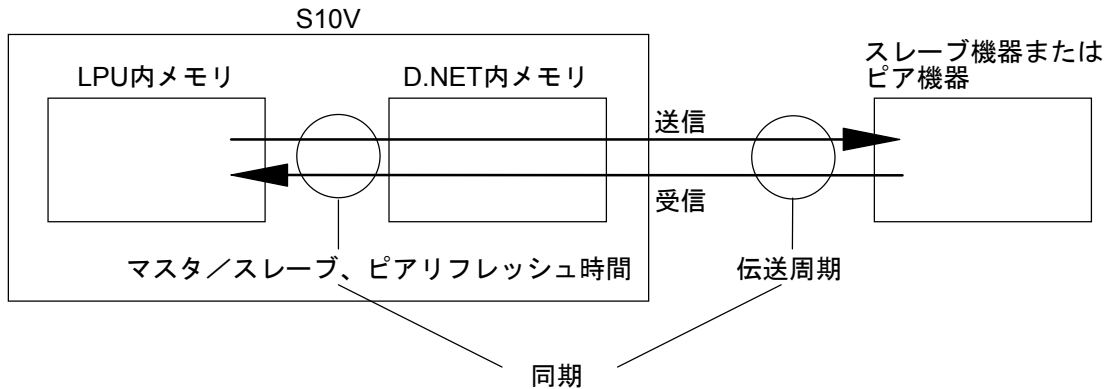 S10V
LPU内メモリ
D.NET内メモリ
スレーブ機器または
ピア機器
送信
受信
マスタ／スレーブ、ピアリフレッシュ時間
伝送周期
同期